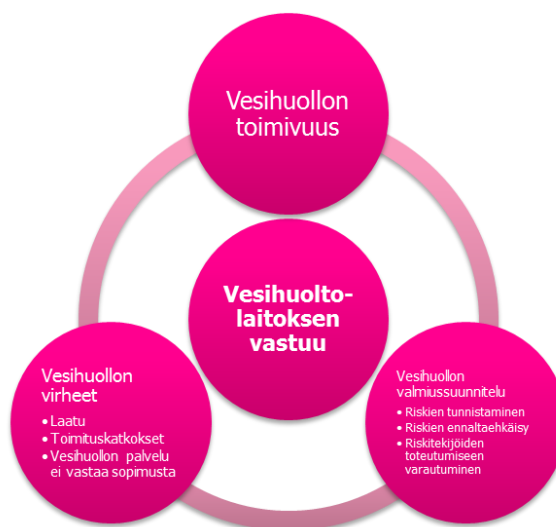 Vesihuollon
toimivuus
Vesihuolto-
laitoksen
vastuu
Vesihuollon
virheet
• Laatu
• Toimituskatkokset
• Vesihuollon palvelu
ei vastaa sopimusta
Vesihuollon
valmiussuunnitelu
• Riskien tunnistaminen
• Riskien ennaltaehkäisy
• Riskitekijöiden
toteutumiseen
varautuminen